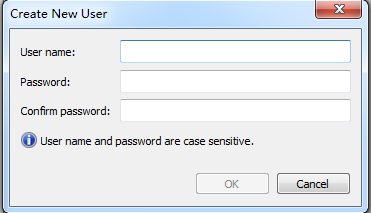 Create New User
User name:
Password:
Confirm password:
User name and password are case sensitive.
OK
Cancel